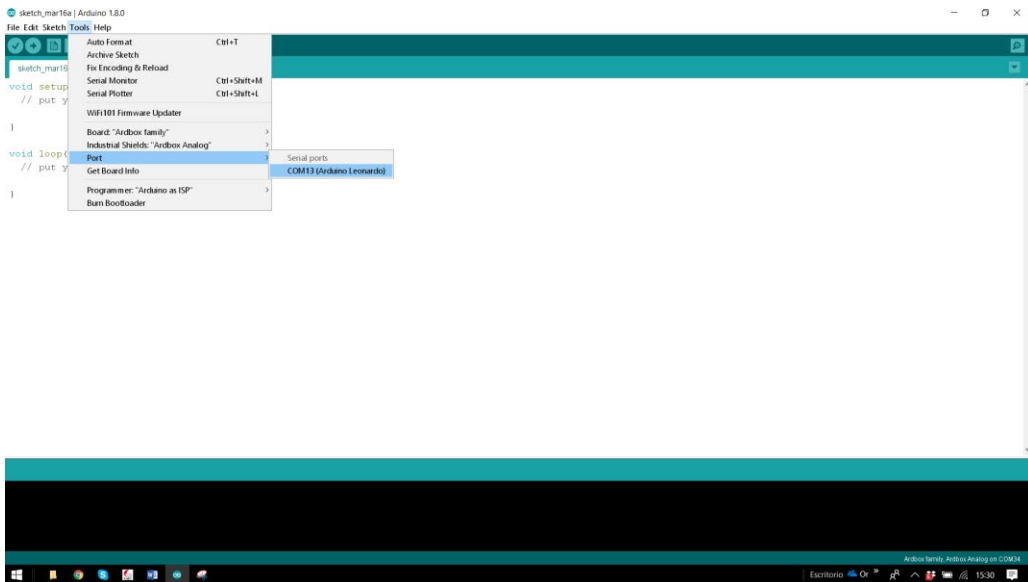 sketch_mar16a | Arduino 1.8.0
File Edit Sketch Tools Help
sketch_mar16
Auto Format Ctrl+T
Archive Sketch
Fix Encoding & Reload
Serial Monitor Ctrl+Shift+M
Serial Plotter Ctrl+Shift+L
WiFi101 Firmware Updater
Board: "Ardbox family"
Industrial Shields: "Ardbox Analog"
Port
Get Board Info
Programmer: "Arduino as ISP"
Burn Bootloader
Serial ports
COM13 (Arduino Leonardo)
void setup
// put y
}
void loop(
// put y
}
Ardbox family, Ardbox Analog on COM34
Escritorio Or 15:30